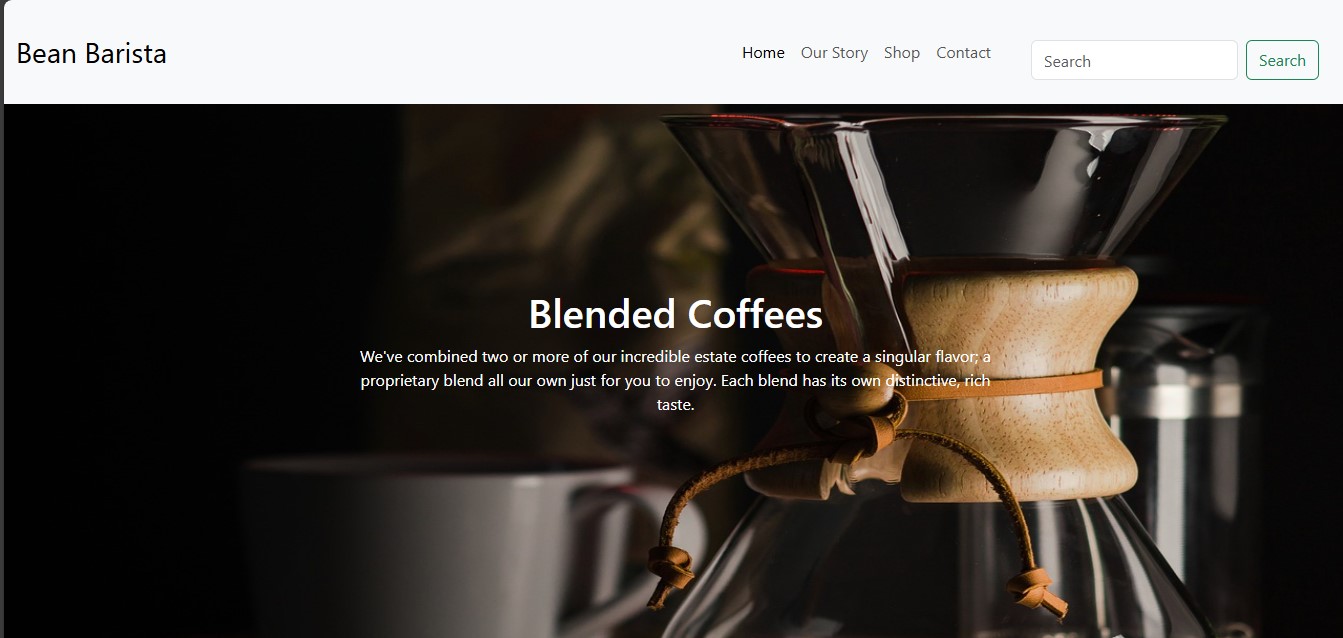 Bean Barista
Home Our Story Shop Contact Search Search
Blended Coffees
We've combined two or more of our incredible estate coffees to create a singular flavor; a
proprietary blend all our own just for you to enjoy. Each blend has its own distinctive, rich
taste.